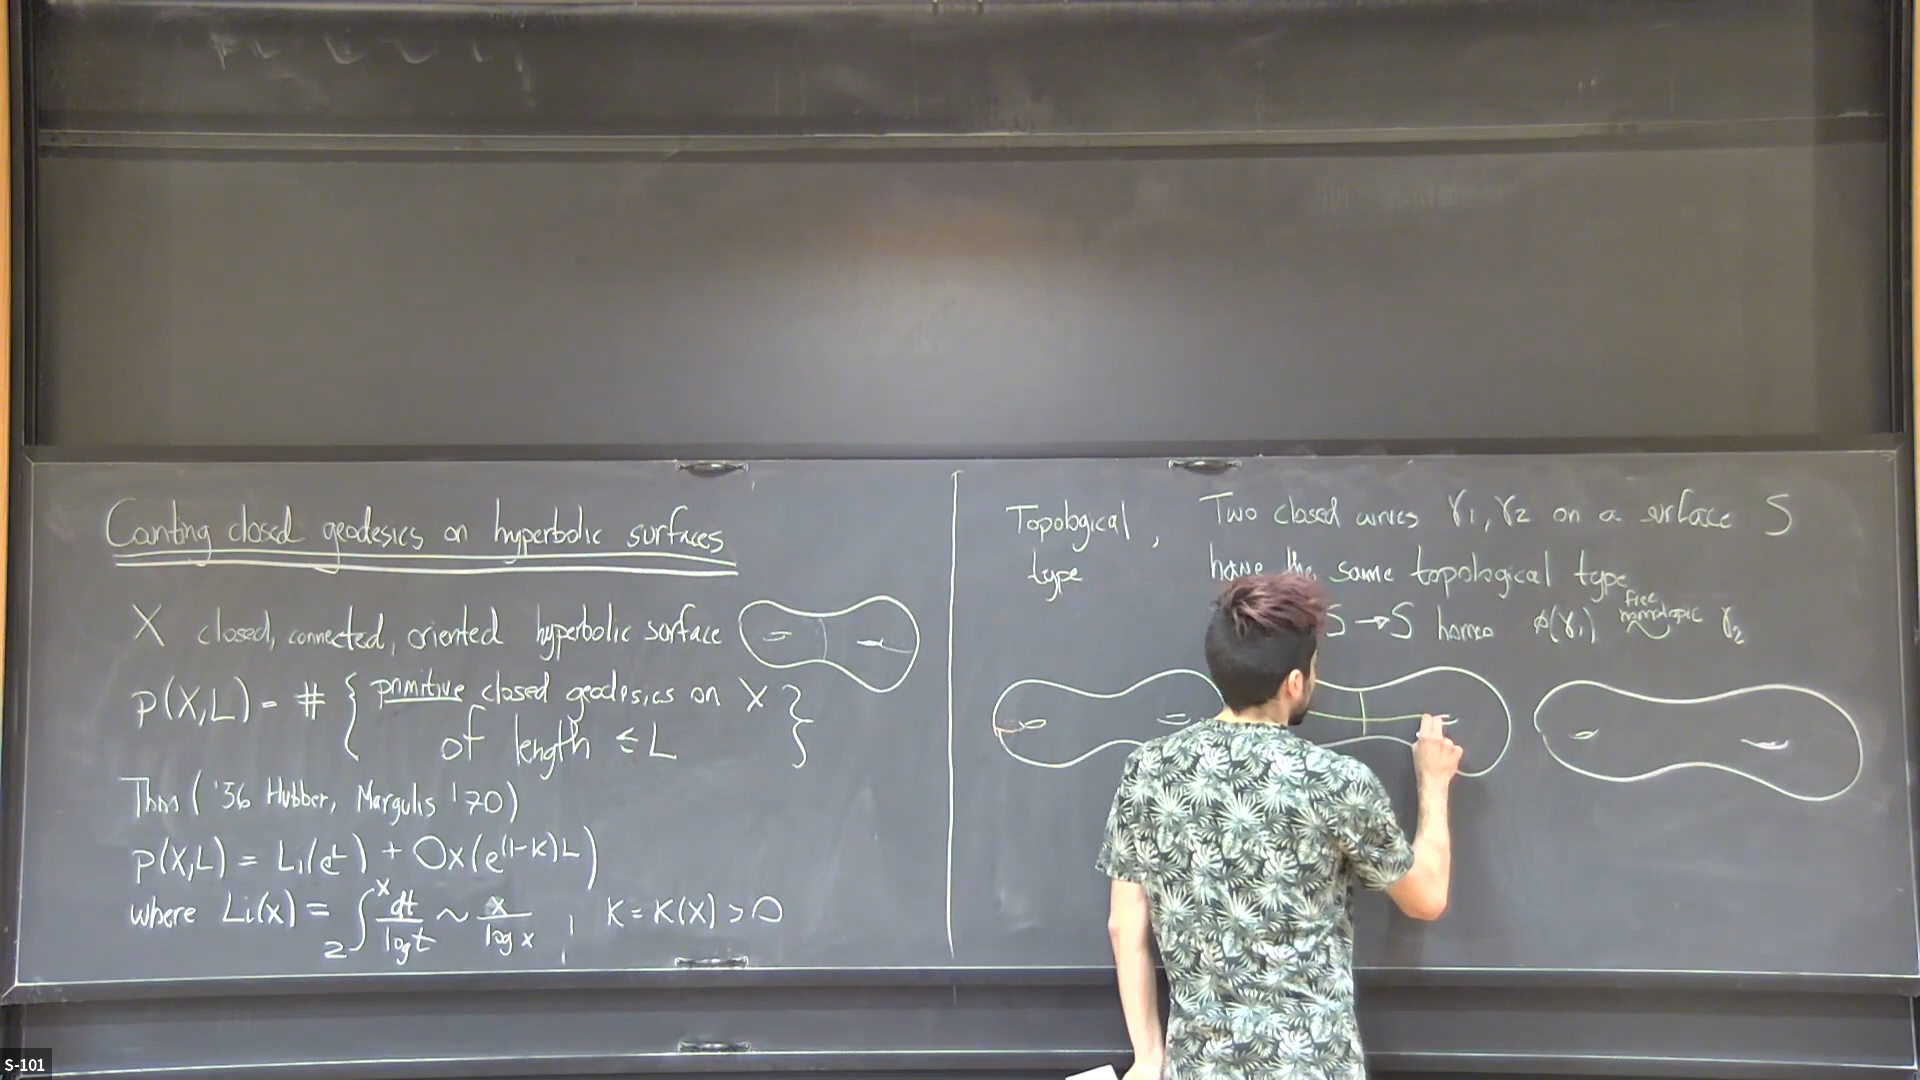 Counting closed geodesics on hyperbolic surfaces
X closed, connected, oriented hyperbolic surface
p(X,L) = # { primitive closed geodesics on X
of length ≤ L }
Thm ('56 Hubber, Margulis '70)
p(X,L) = Li(e^L) + O_X(e^{(1-K)L})
where Li(x) = ∫_2^x dt/log t ~ x/log x , K = K(X) > 0
Topological type, Two closed curves γ1, γ2 on a surface S
have the same topological type
S → S homeo φ(γ1) ~ γ2
free homotopic
S-101